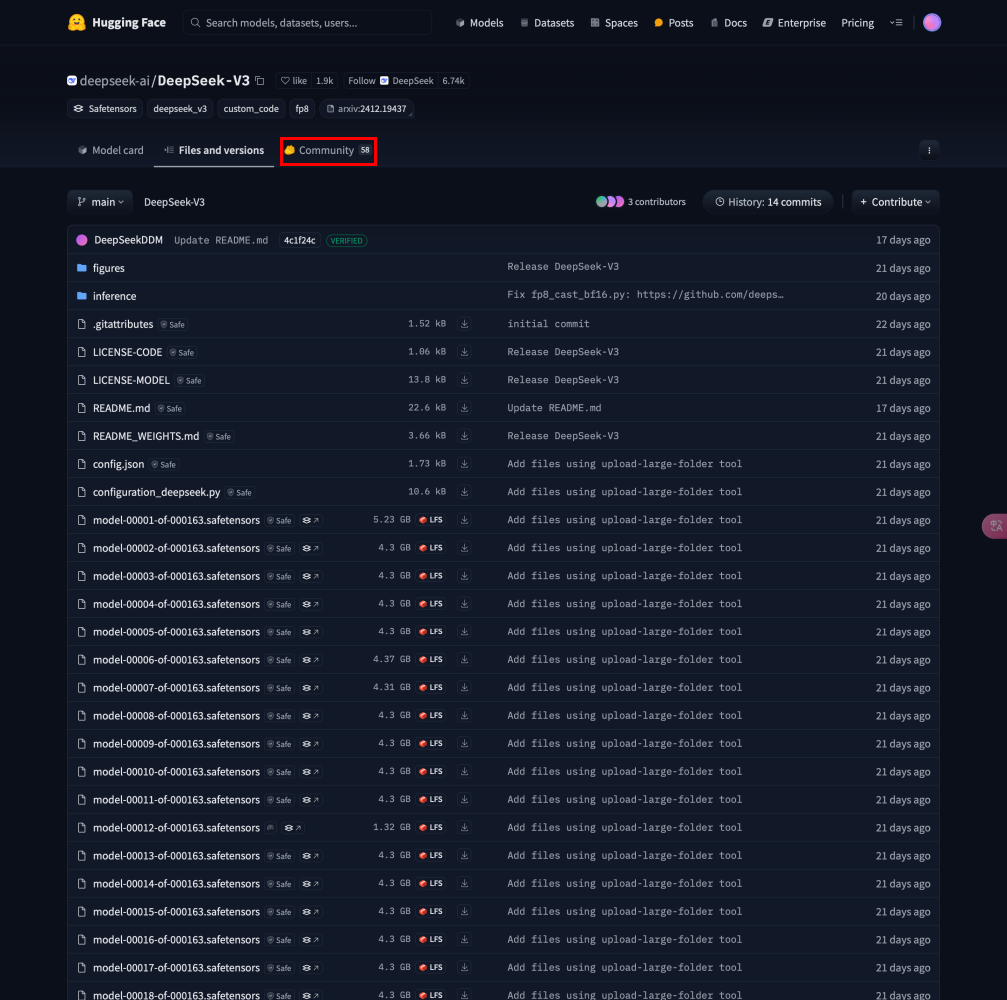 Hugging Face Search models, datasets, users... Models Datasets Spaces Posts Docs Enterprise Pricing
deepseek-ai/DeepSeek-V3 like 1.9k Follow DeepSeek 6.74k
Safetensors deepseek_v3 custom_code fp8 arxiv:2412.19437
Model card Files and versions Community 58
main DeepSeek-V3 3 contributors History: 14 commits + Contribute
DeepSeekDDM Update README.md 4c1f24c VERIFIED 17 days ago
figures Release DeepSeek-V3 21 days ago
inference Fix fp8_cast_bf16.py: https://github.com/deeps… 20 days ago
.gitattributes Safe 1.52 kB initial commit 22 days ago
LICENSE-CODE Safe 1.06 kB Release DeepSeek-V3 21 days ago
LICENSE-MODEL Safe 13.8 kB Release DeepSeek-V3 21 days ago
README.md Safe 22.6 kB Update README.md 17 days ago
README_WEIGHTS.md Safe 3.66 kB Release DeepSeek-V3 21 days ago
config.json Safe 1.73 kB Add files using upload-large-folder tool 21 days ago
configuration_deepseek.py Safe 10.6 kB Add files using upload-large-folder tool 21 days ago
model-00001-of-000163.safetensors Safe 5.23 GB LFS Add files using upload-large-folder tool 21 days ago
model-00002-of-000163.safetensors Safe 4.3 GB LFS Add files using upload-large-folder tool 21 days ago
model-00003-of-000163.safetensors Safe 4.3 GB LFS Add files using upload-large-folder tool 21 days ago
model-00004-of-000163.safetensors Safe 4.3 GB LFS Add files using upload-large-folder tool 21 days ago
model-00005-of-000163.safetensors Safe 4.3 GB LFS Add files using upload-large-folder tool 21 days ago
model-00006-of-000163.safetensors Safe 4.37 GB LFS Add files using upload-large-folder tool 21 days ago
model-00007-of-000163.safetensors Safe 4.31 GB LFS Add files using upload-large-folder tool 21 days ago
model-00008-of-000163.safetensors Safe 4.3 GB LFS Add files using upload-large-folder tool 21 days ago
model-00009-of-000163.safetensors Safe 4.3 GB LFS Add files using upload-large-folder tool 21 days ago
model-00010-of-000163.safetensors Safe 4.3 GB LFS Add files using upload-large-folder tool 21 days ago
model-00011-of-000163.safetensors Safe 4.3 GB LFS Add files using upload-large-folder tool 21 days ago
model-00012-of-000163.safetensors 1.32 GB LFS Add files using upload-large-folder tool 21 days ago
model-00013-of-000163.safetensors Safe 4.3 GB LFS Add files using upload-large-folder tool 21 days ago
model-00014-of-000163.safetensors Safe 4.3 GB LFS Add files using upload-large-folder tool 21 days ago
model-00015-of-000163.safetensors Safe 4.3 GB LFS Add files using upload-large-folder tool 21 days ago
model-00016-of-000163.safetensors Safe 4.3 GB LFS Add files using upload-large-folder tool 21 days ago
model-00017-of-000163.safetensors Safe 4.3 GB LFS Add files using upload-large-folder tool 21 days ago
model-00018-of-000163.safetensors Safe 4.3 GB LFS Add files using upload-large-folder tool 21 days ago